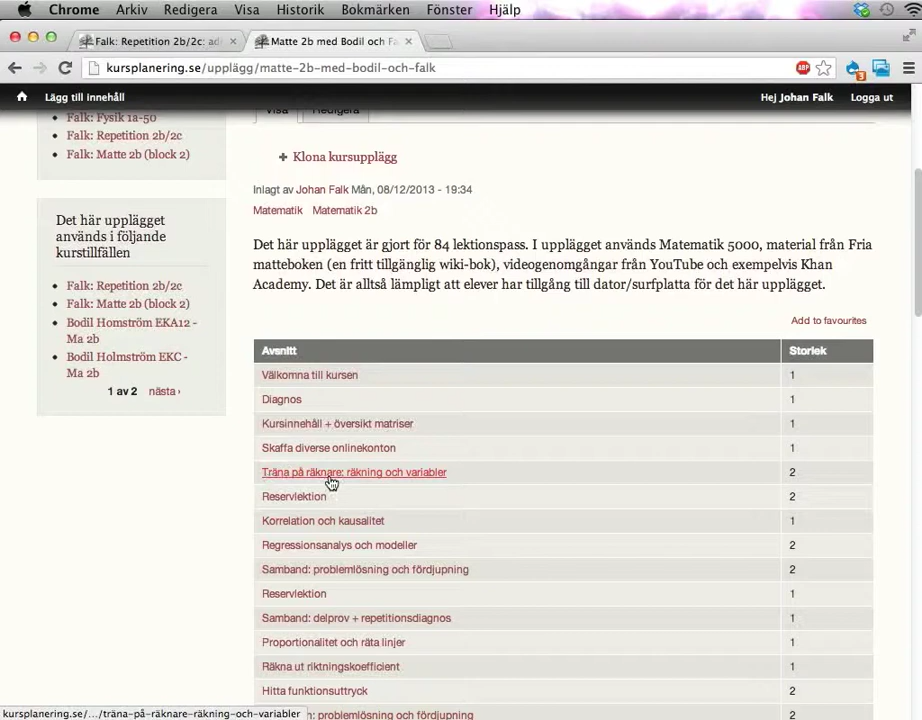 Chrome Arkiv Redigera Visa Historik Bokmärken Fönster Hjälp
Falk: Repetition 2b/2c: ad
Matte 2b med Bodil och Fa
kursplanering.se/upplägg/matte-2b-med-bodil-och-falk
ABP
3
Lägg till innehåll
Hej Johan Falk
Logga ut
Visa
Redigera
Falk: Fysik 1a-50
Falk: Repetition 2b/2c
Falk: Matte 2b (block 2)
Det här upplägget
används i följande
kurstillfällen
Falk: Repetition 2b/2c
Falk: Matte 2b (block 2)
Bodil Homström EKA12 -
Ma 2b
Bodil Holmström EKC -
Ma 2b
1 av 2 nästa ›
Klona kursupplägg
Inlagt av Johan Falk Mån, 08/12/2013 - 19:34
Matematik Matematik 2b
Det här upplägget är gjort för 84 lektionspass. I upplägget används Matematik 5000, material från Fria
matteboken (en fritt tillgänglig wiki-bok), videogenomgångar från YouTube och exempelvis Khan
Academy. Det är alltså lämpligt att elever har tillgång till dator/surfplatta för det här upplägget.
Add to favourites
Avsnitt Storlek
Välkomna till kursen 1
Diagnos 1
Kursinnehåll + översikt matriser 1
Skaffa diverse onlinekonton 1
Träna på räknare: räkning och variabler 2
Reservlektion 2
Korrelation och kausalitet 1
Regressionsanalys och modeller 2
Samband: problemlösning och fördjupning 2
Reservlektion 1
Samband: delprov + repetitionsdiagnos 1
Proportionalitet och räta linjer 1
Räkna ut riktningskoefficient 1
Hitta funktionsuttryck 2
problemlösning och fördjupning 2
kursplanering.se/.../träna-på-räknare-räkning-och-variabler